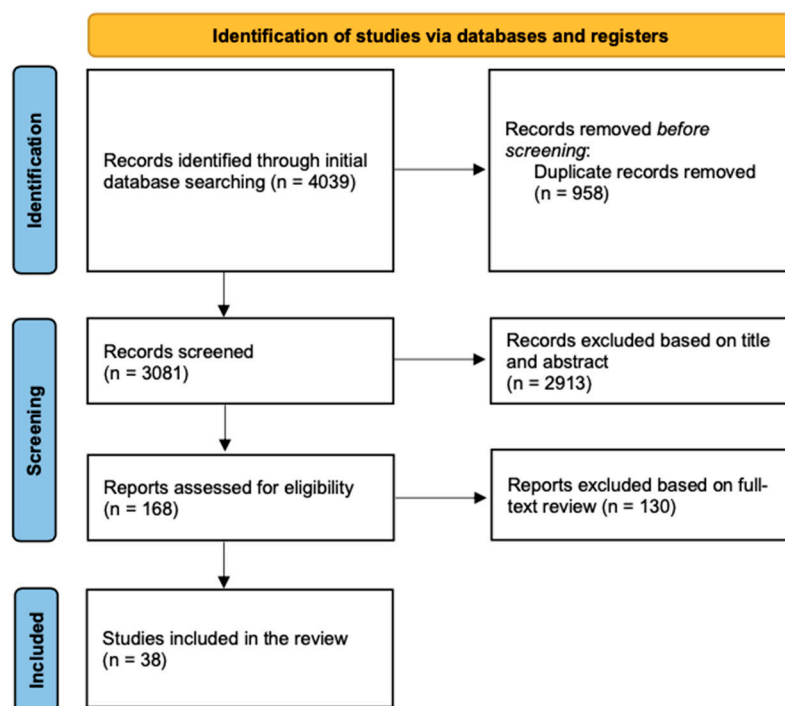 Identification of studies via databases and registers
Identification
Records identified through initial
database searching (n = 4039)
Records removed before
screening:
Duplicate records removed
(n = 958)
Screening
Records screened
(n = 3081)
Records excluded based on title
and abstract
(n = 2913)
Reports assessed for eligibility
(n = 168)
Reports excluded based on full-
text review (n = 130)
Included
Studies included in the review
(n = 38)